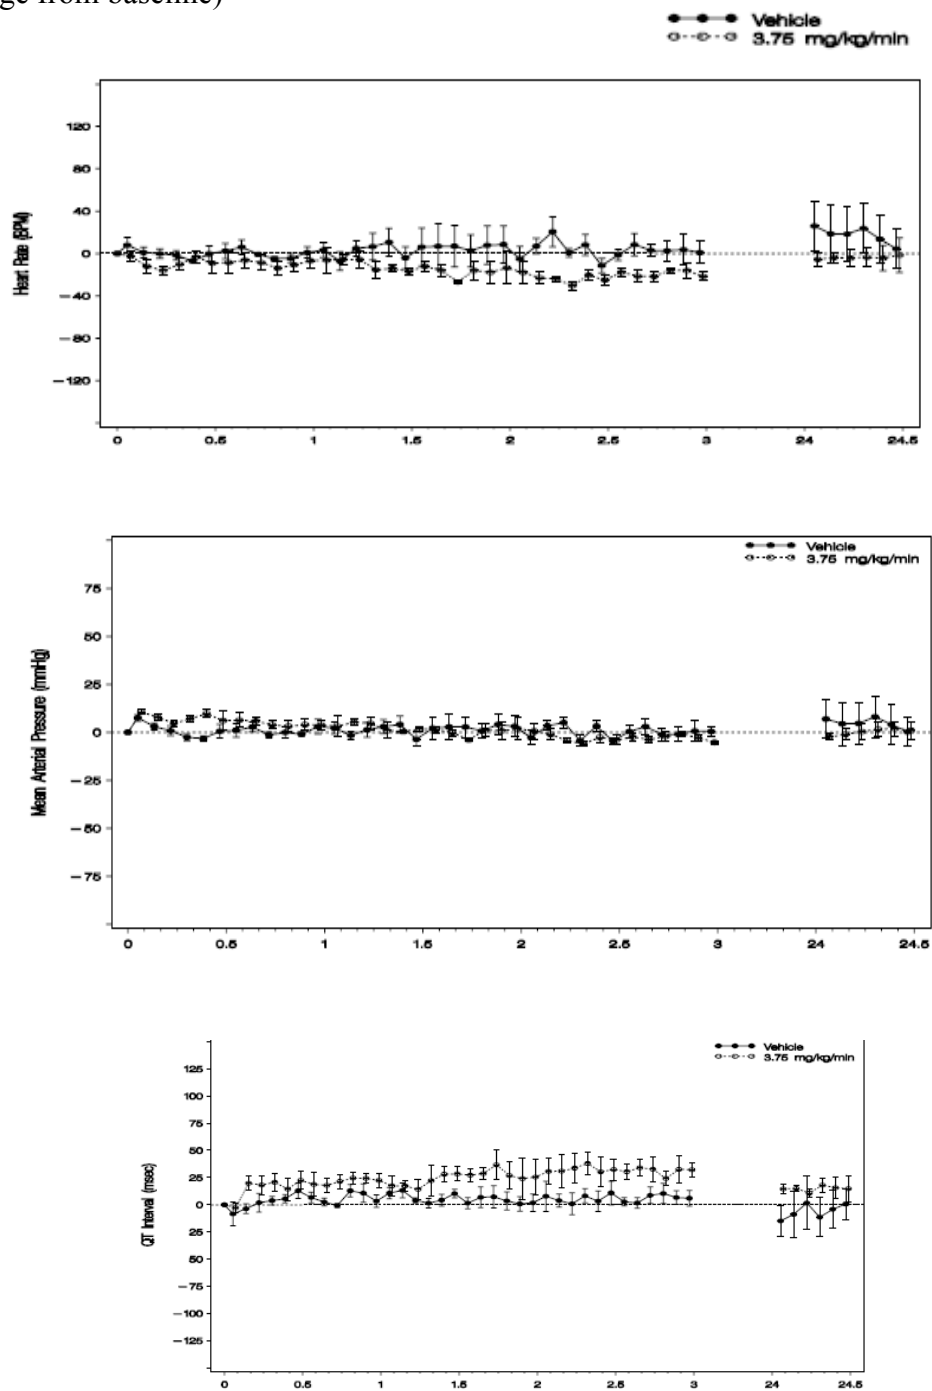 ge from baseline)
Vehicle
3.75 mg/kg/min
Heart Rate (BPM)
120
80
40
0
−40
−80
−120
0 0.5 1 1.5 2 2.5 3 24 24.5
Vehicle
3.75 mg/kg/min
Mean Arterial Pressure (mmHg)
75
50
25
0
−25
−50
−75
0 0.5 1 1.5 2 2.5 3 24 24.5
Vehicle
3.75 mg/kg/min
QT Interval (msec)
125
100
75
50
25
0
25
50
−75
−100
−125
0 0.5 1 1.5 2 2.5 3 24 24.5